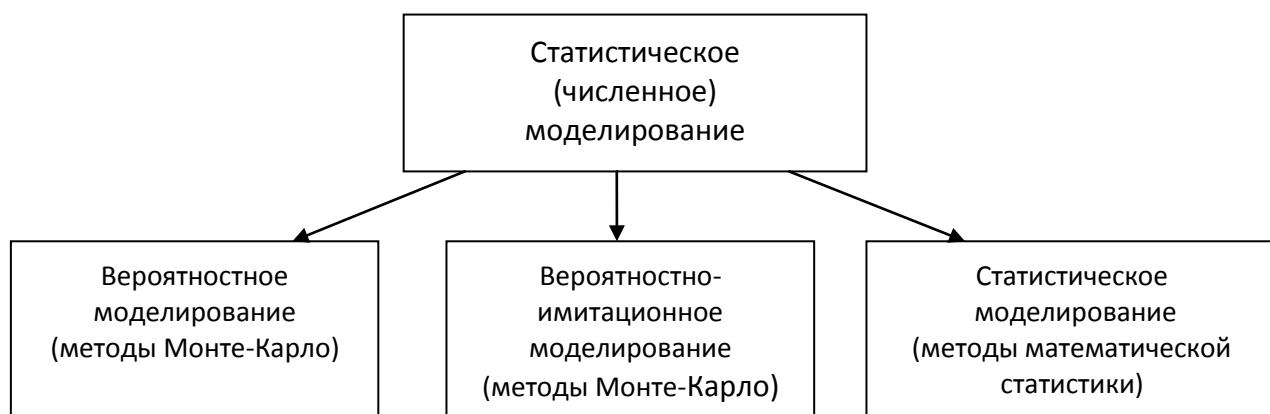 Статистическое
(численное)
моделирование
Вероятностное
моделирование
(методы Монте-Карло)
Вероятностно-
имитационное
моделирование
(методы Монте-Карло)
Статистическое
моделирование
(методы математической
статистики)